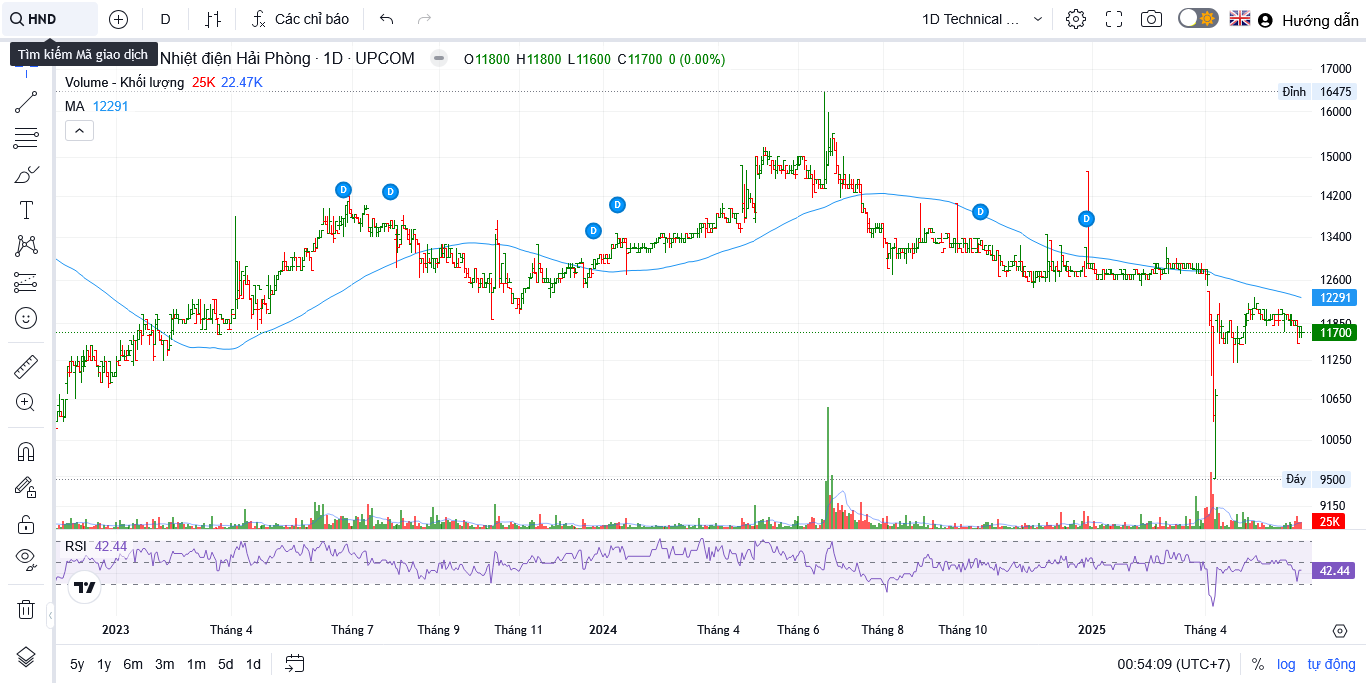 HND
D
Các chỉ báo
1D Technical ...
Hướng dẫn
Tìm kiếm Mã giao dịch
Nhiệt điện Hải Phòng · 1D · UPCOM
O11800 H11800 L11600 C11700 0 (0.00%)
Volume - Khối lượng 25K 22.47K
MA 12291
17000
Đỉnh 16475
16000
15000
14200
13400
12600
12291
11850
11700
11250
10650
10050
Đáy 9500
9150
25K
D
D
D
D
D
D
RSI 42.44
42.44
2023
Tháng 4
Tháng 7
Tháng 9
Tháng 11
2024
Tháng 4
Tháng 6
Tháng 8
Tháng 10
2025
Tháng 4
5y 1y 6m 3m 1m 5d 1d
00:54:09 (UTC+7)
% log tự động